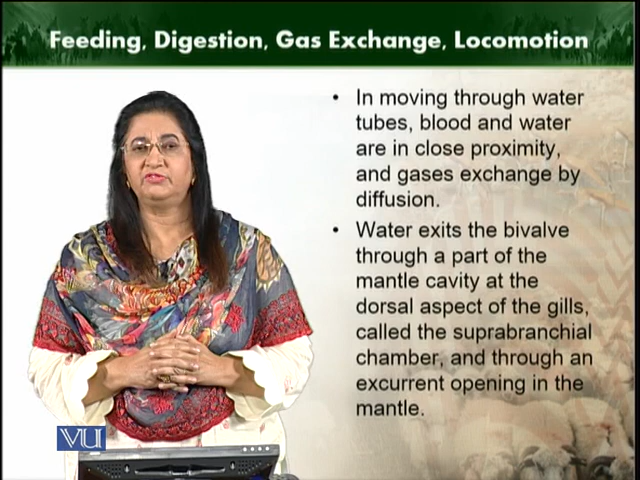 Feeding, Digestion, Gas Exchange, Locomotion
• In moving through water
tubes, blood and water
are in close proximity,
and gases exchange by
diffusion.
• Water exits the bivalve
through a part of the
mantle cavity at the
dorsal aspect of the gills,
called the suprabranchial
chamber, and through an
excurrent opening in the
mantle.
VU